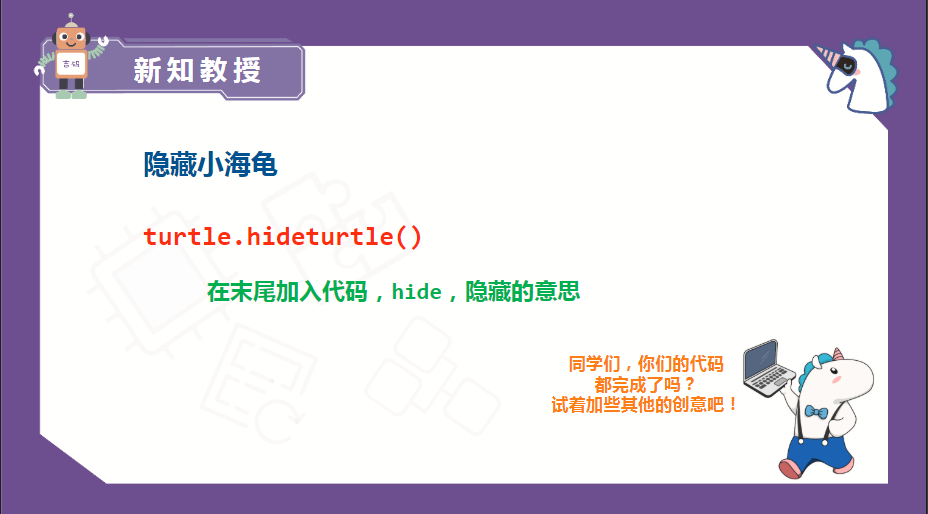 新知教授
隐藏小海龟
turtle.hideturtle()
在末尾加入代码，hide，隐藏的意思
同学们，你们的代码
都完成了吗？
试着加些其他的创意吧！